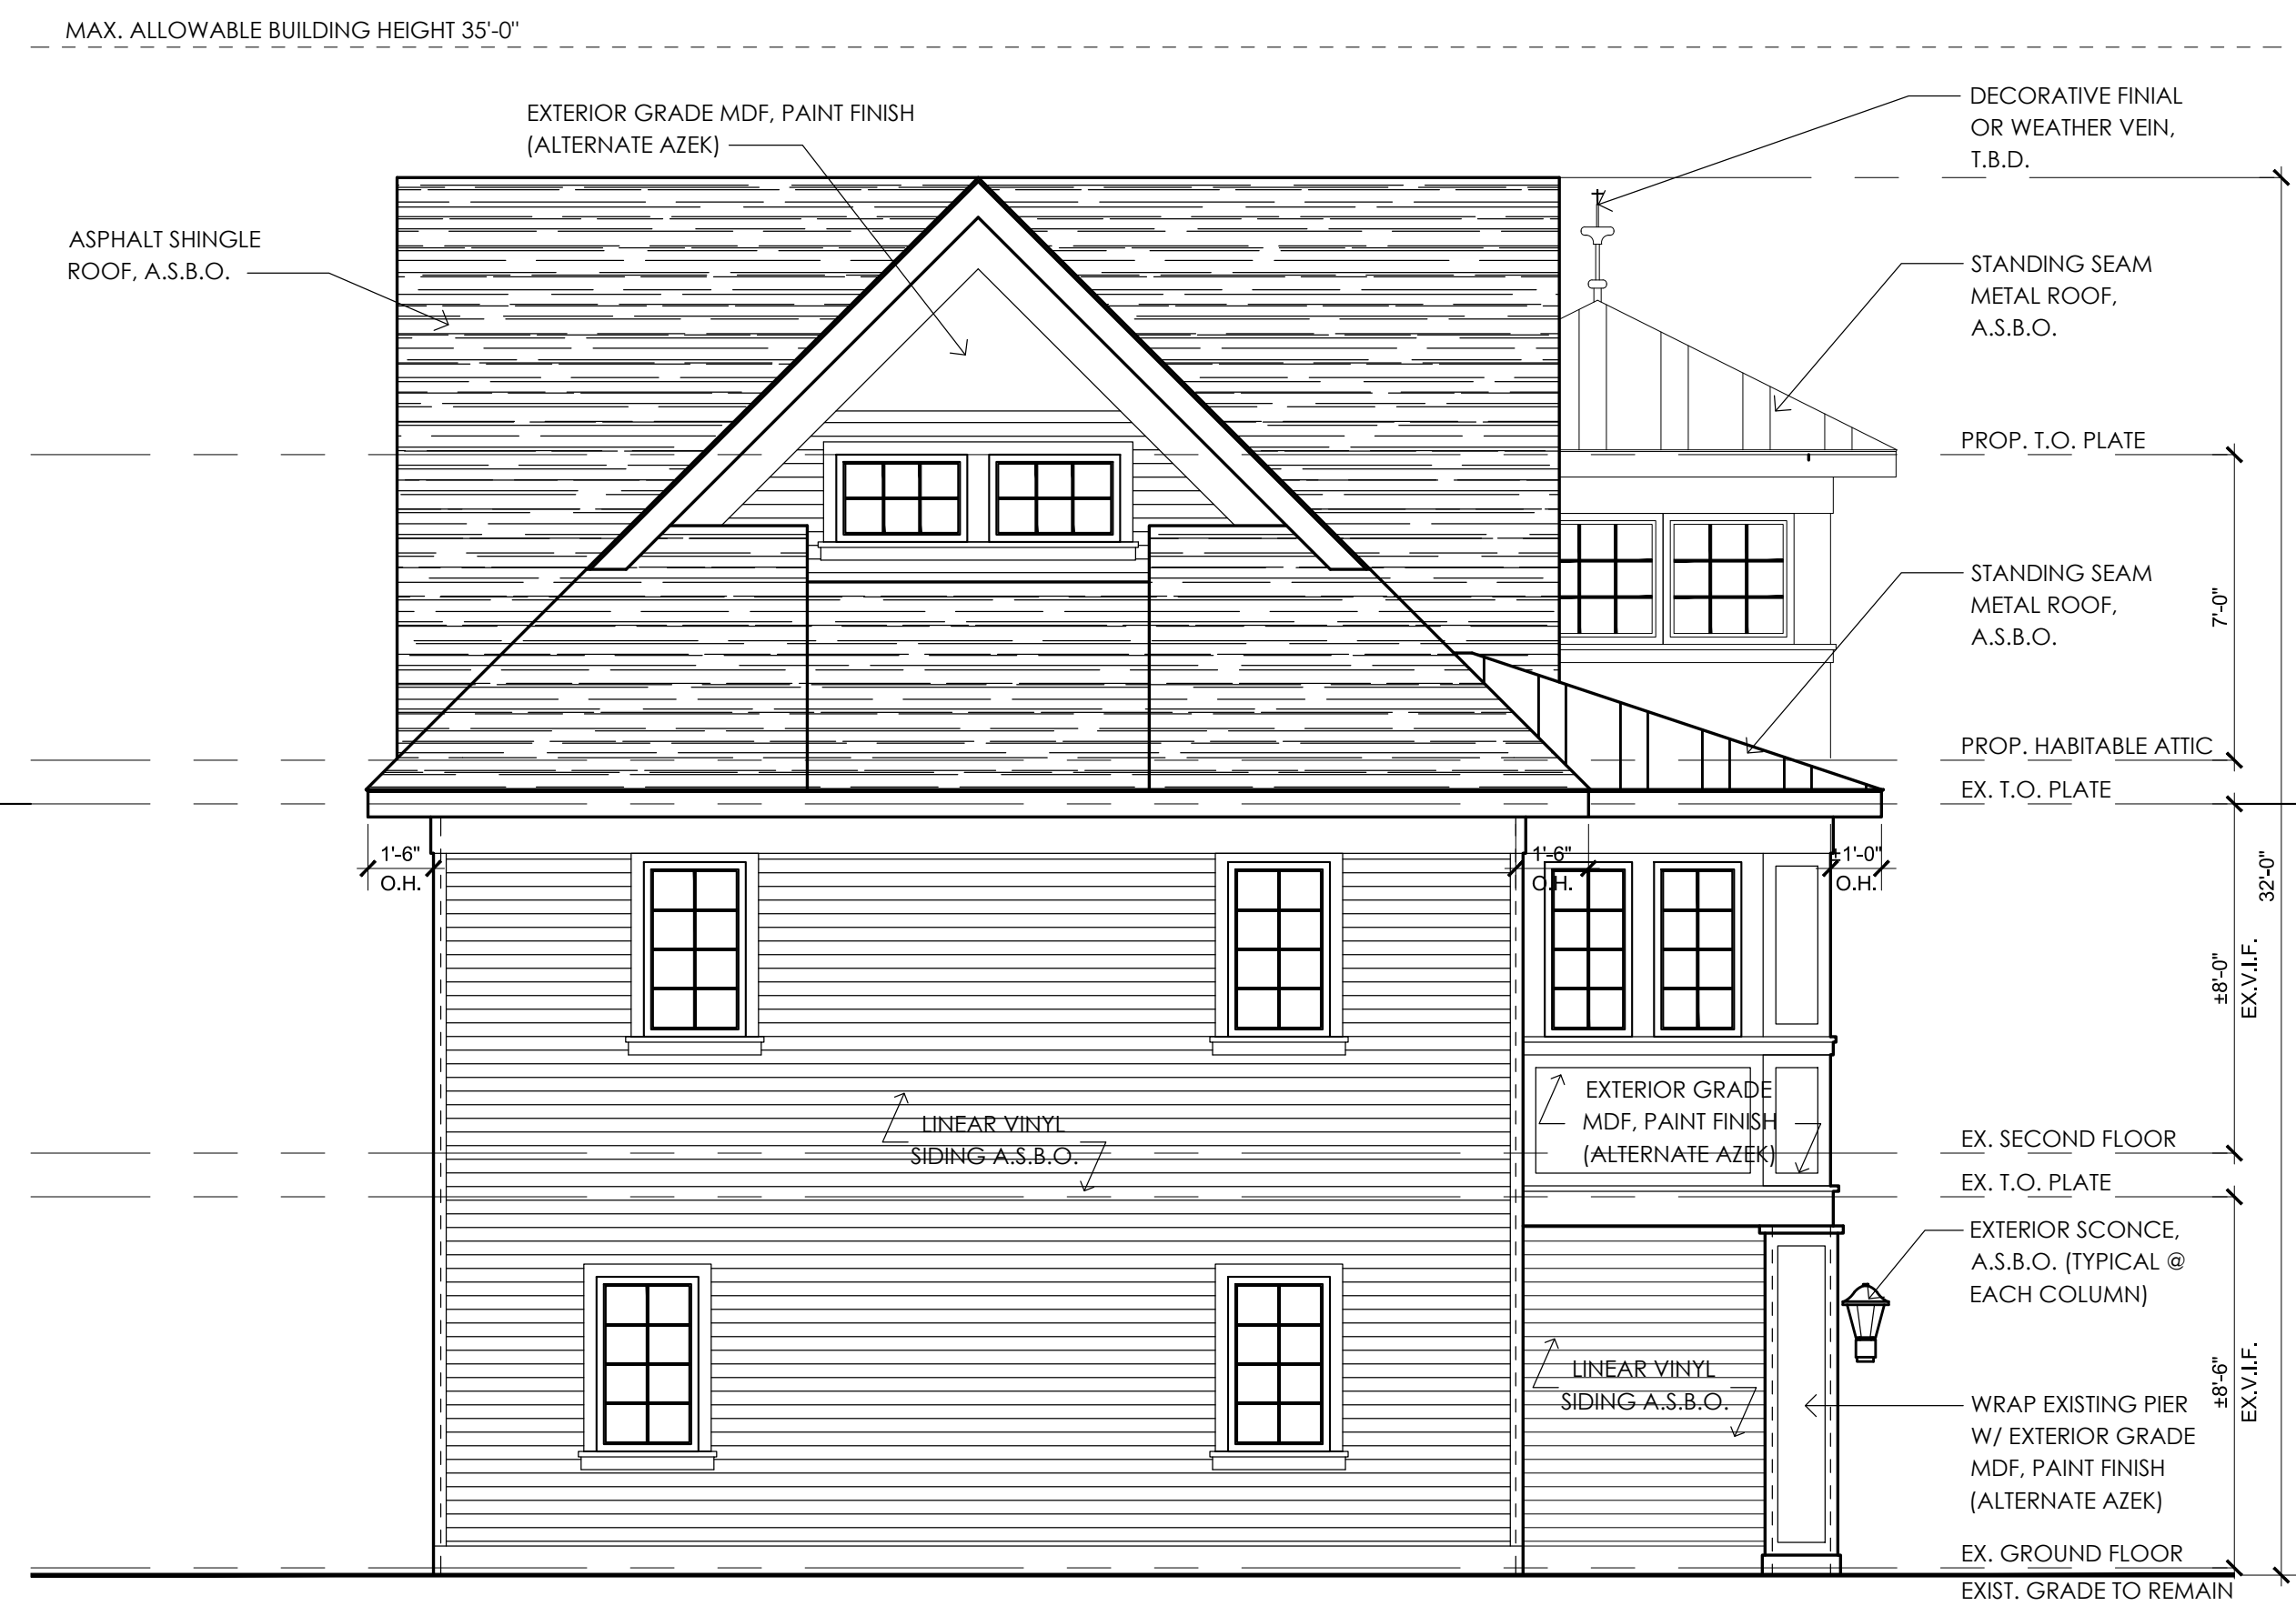 MAX. ALLOWABLE BUILDING HEIGHT 35'-0"
EXTERIOR GRADE MDF, PAINT FINISH
(ALTERNATE AZEK)
DECORATIVE FINIAL
OR WEATHER VEIN,
T.B.D.
ASPHALT SHINGLE
ROOF, A.S.B.O.
STANDING SEAM
METAL ROOF,
A.S.B.O.
PROP. T.O. PLATE
STANDING SEAM
METAL ROOF,
A.S.B.O.
7'-0"
PROP. HABITABLE ATTIC
EX. T.O. PLATE
1'-6"
O.H.
1'-6"
O.H.
±1'-0"
O.H.
32'-0"
±8'-0"
EX.V.I.F.
EXTERIOR GRADE
MDF, PAINT FINISH
(ALTERNATE AZEK)
LINEAR VINYL
SIDING A.S.B.O.
EX. SECOND FLOOR
EX. T.O. PLATE
EXTERIOR SCONCE,
A.S.B.O. (TYPICAL @
EACH COLUMN)
LINEAR VINYL
SIDING A.S.B.O.
±8'-6"
EX.V.I.F.
WRAP EXISTING PIER
W/ EXTERIOR GRADE
MDF, PAINT FINISH
(ALTERNATE AZEK)
EX. GROUND FLOOR
EXIST. GRADE TO REMAIN